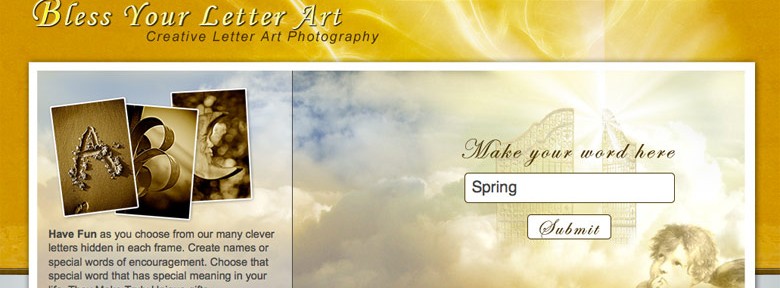 Bless Your Letter Art
Creative Letter Art Photography
A B C
Make your word here
Spring
Submit
Have Fun as you choose from our many clever
letters hidden in each frame. Create names or
special words of encouragement. Choose that
special word that has special meaning in your